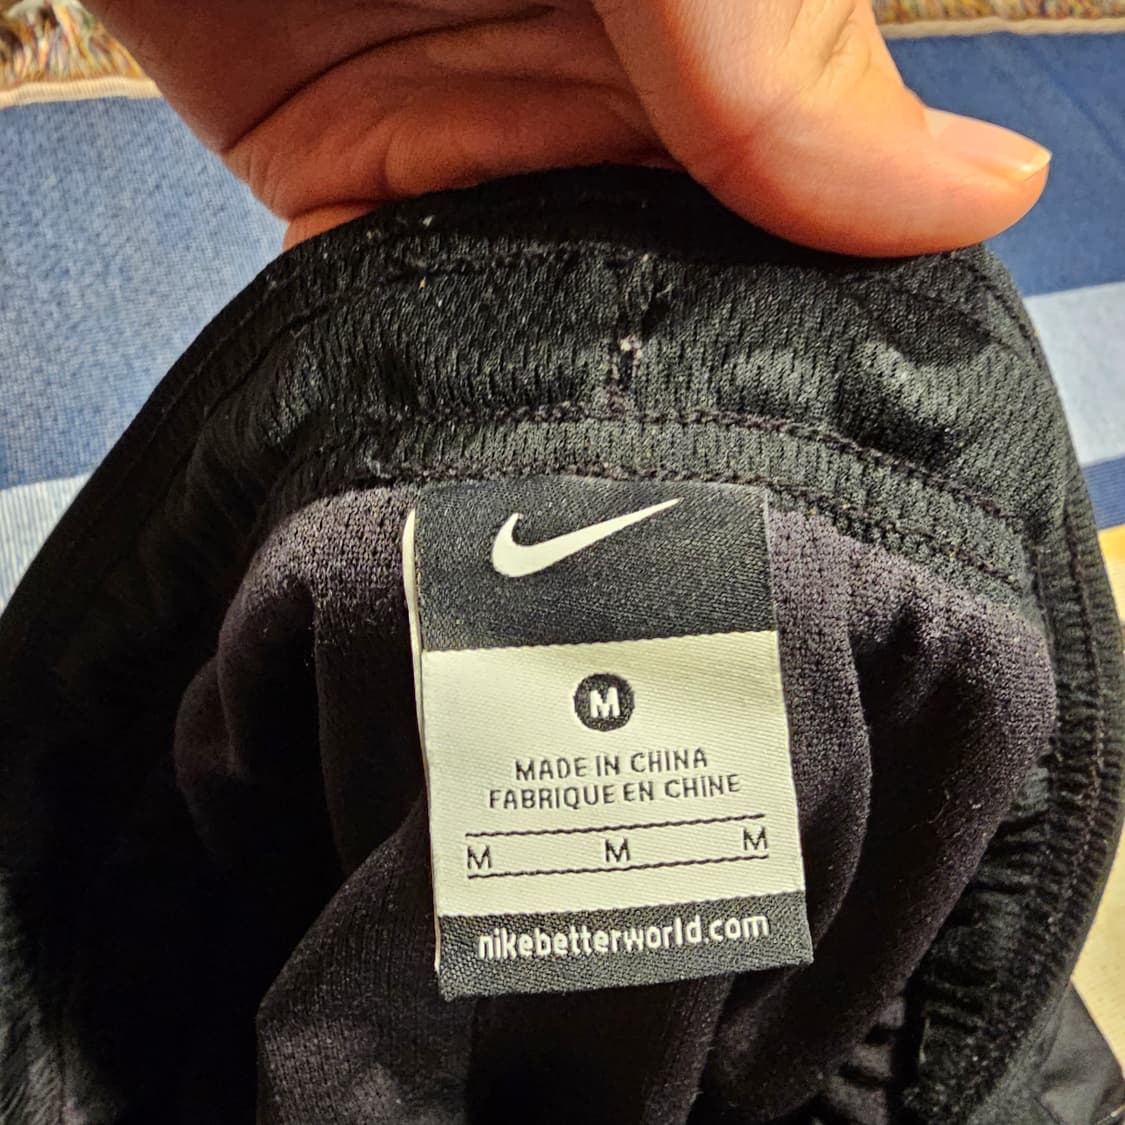 M
MADE IN CHINA
FABRIQUE EN CHINE
M M M
nikebetterworld.com